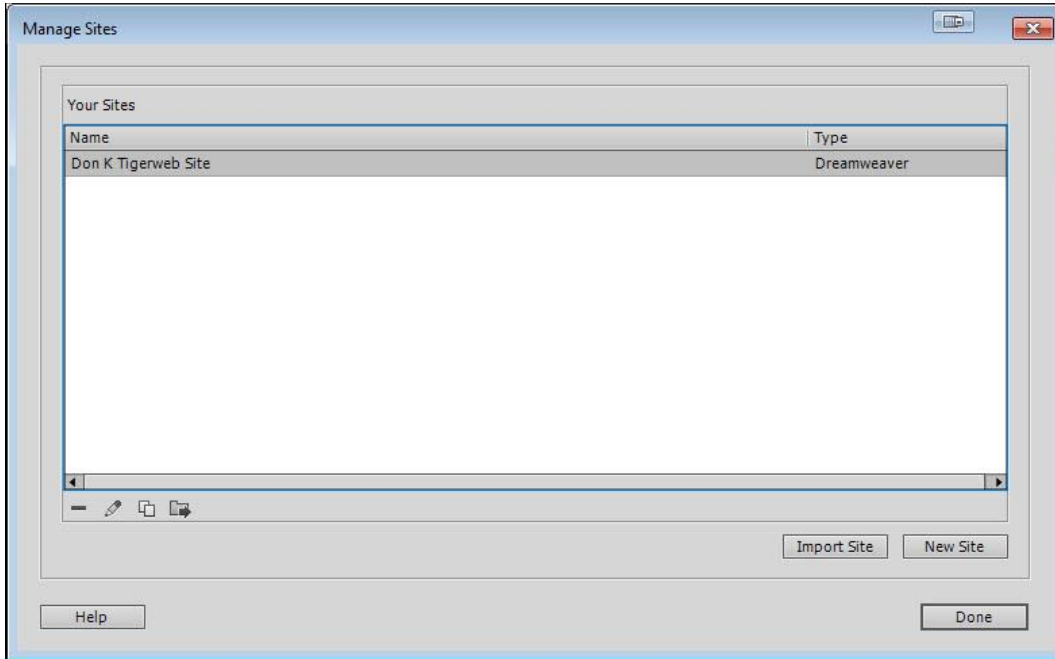 Manage Sites
Your Sites
Name Type
Don K Tigerweb Site Dreamweaver
Import Site New Site
Help Done